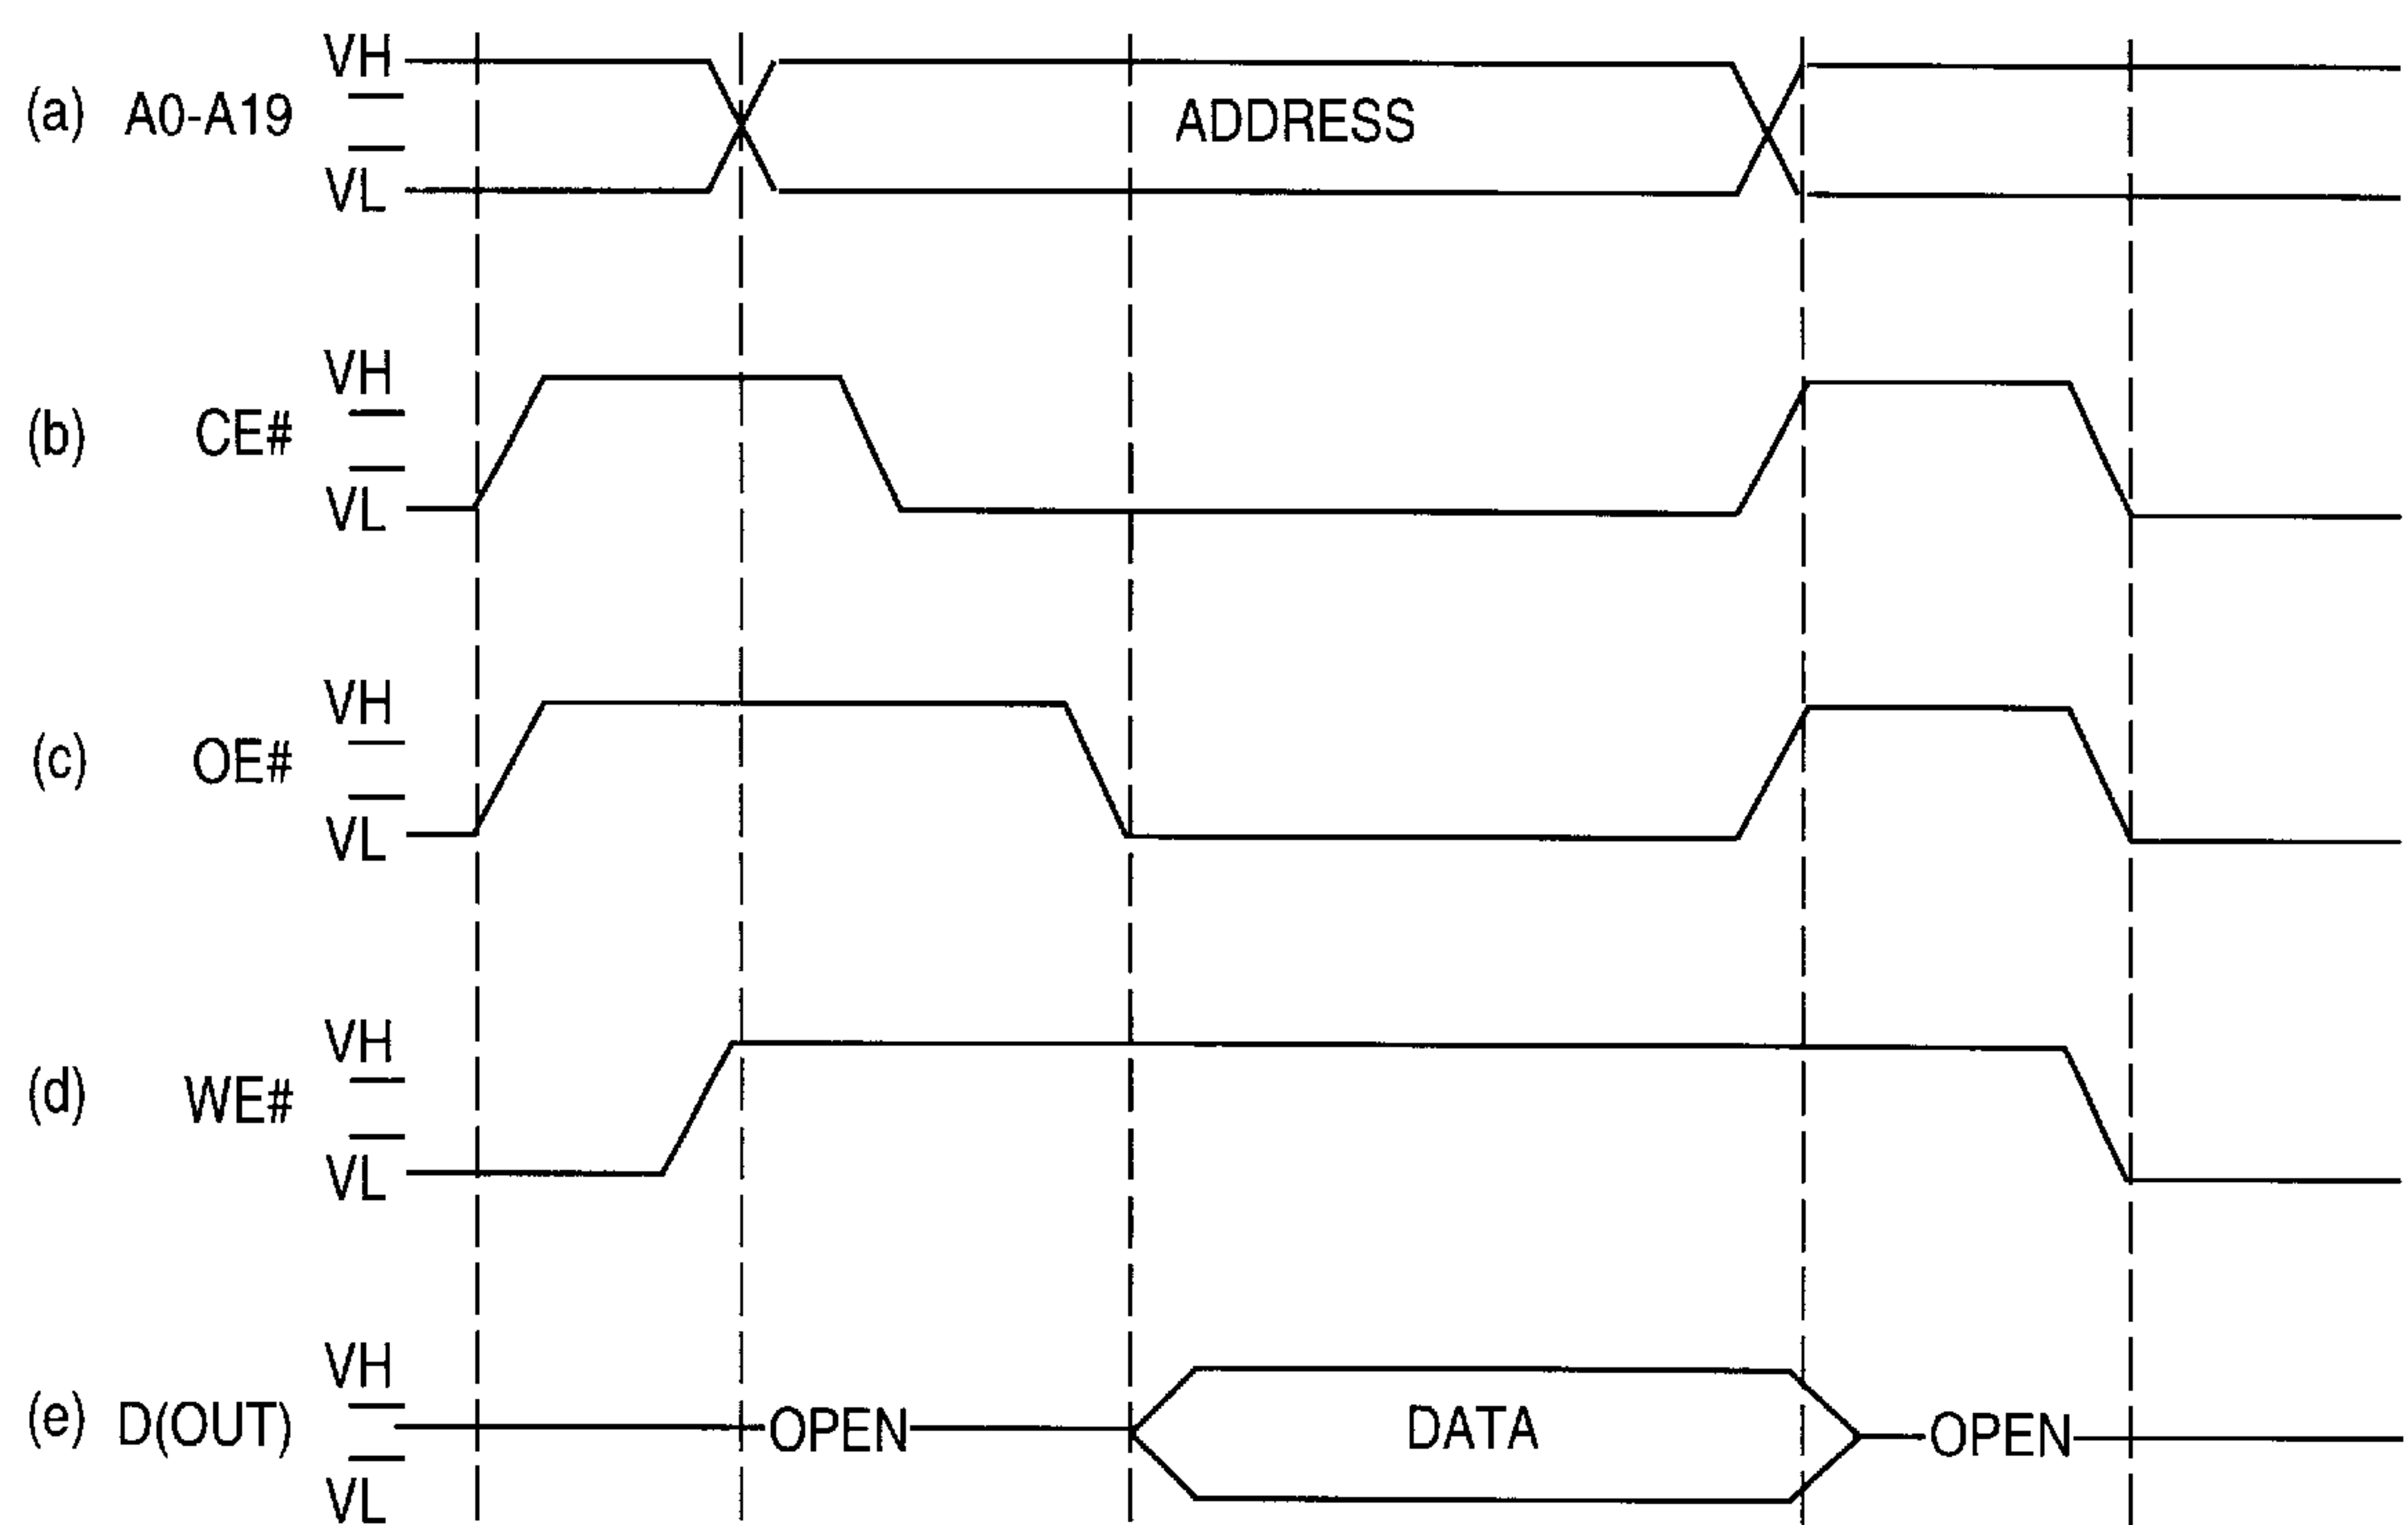 VH
(a) A0-A19 ADDRESS
VL
VH
(b) CE#
VL
VH
(c) OE#
VL
VH
(d) WE#
VL
VH
(e) D(OUT) OPEN DATA OPEN
VL